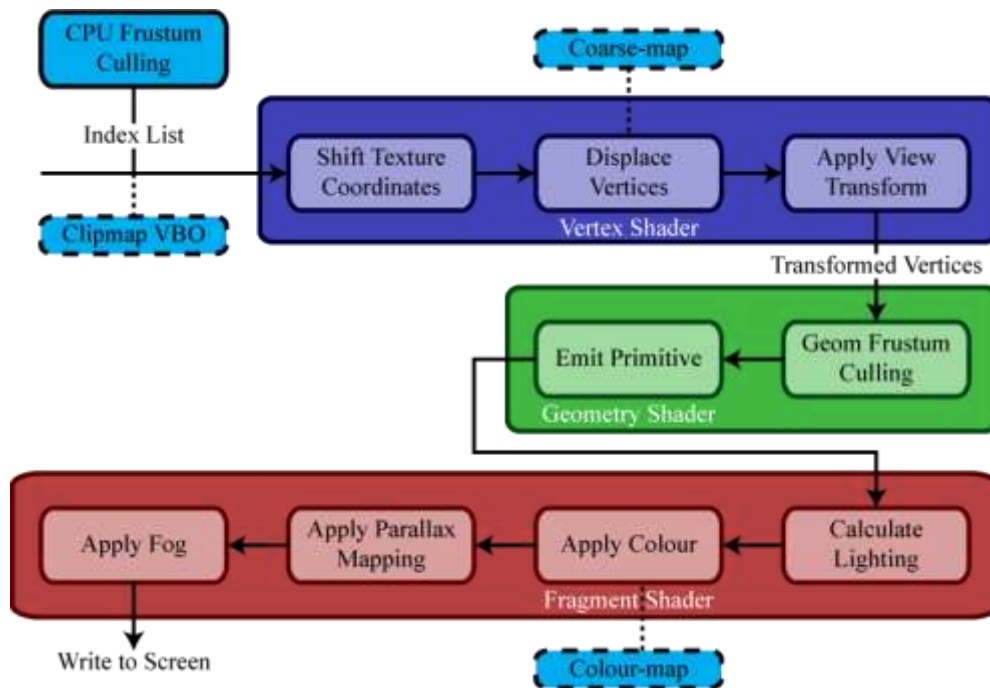 CPU Frustum
Culling
Coarse-map
Index List
Shift Texture
Coordinates
Displace
Vertices
Apply View
Transform
Clipmap VBO
Vertex Shader
Transformed Vertices
Emit Primitive
Geom Frustum
Culling
Geometry Shader
Apply Fog
Apply Parallax
Mapping
Apply Colour
Calculate
Lighting
Fragment Shader
Write to Screen
Colour-map